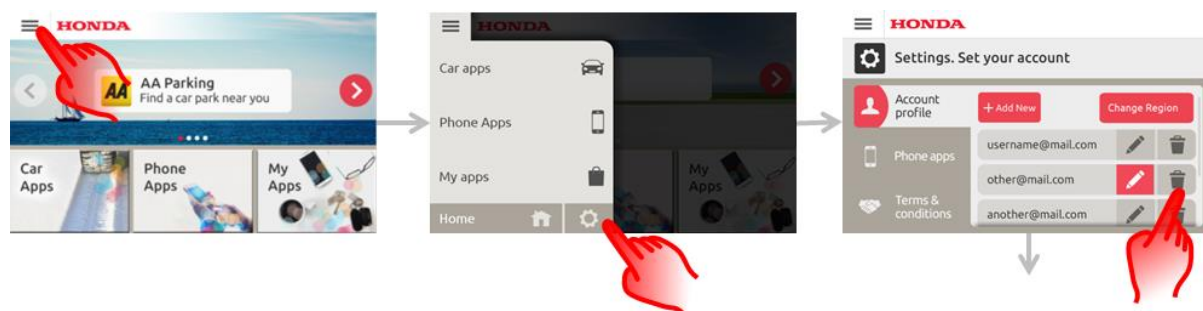 HONDA
AA
AA Parking
Find a car park near you
Car
Apps
Phone
Apps
My
Apps
HONDA
Car apps
Phone Apps
My apps
Home
My
Apps
HONDA
Settings. Set your account
Account
profile
+ Add New
Change Region
username@mail.com
Phone apps
other@mail.com
Terms &
conditions
another@mail.com